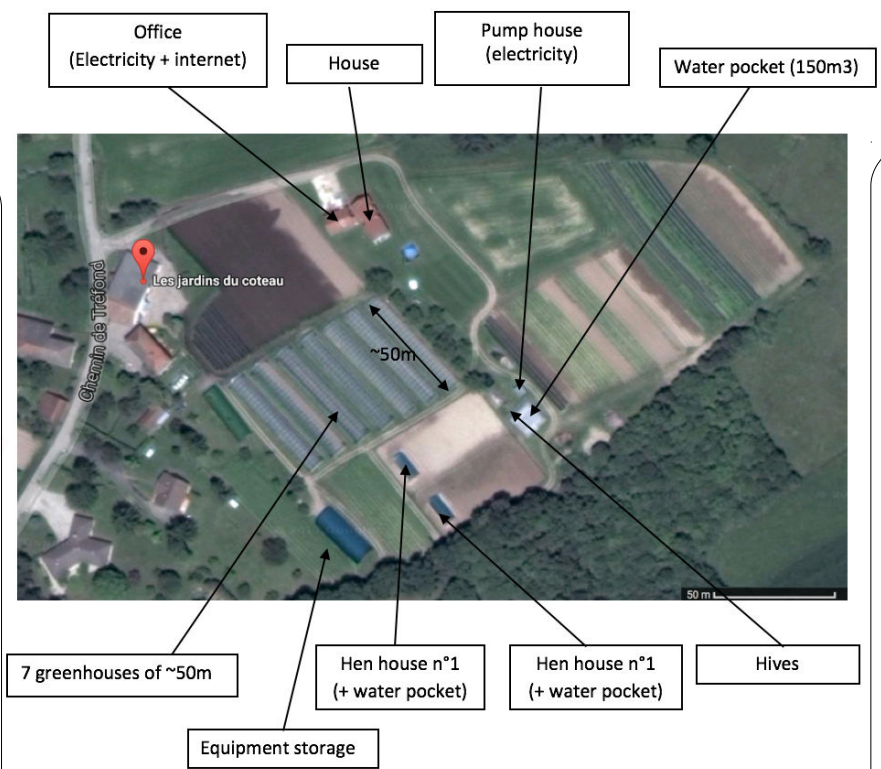 Office
(Electricity + internet)
House
Pump house
(electricity)
Water pocket (150m3)
Les jardins du coteau
Chemin de Tréfond
~50m
50 m
7 greenhouses of ~50m
Hen house n°1
(+ water pocket)
Hen house n°1
(+ water pocket)
Hives
Equipment storage